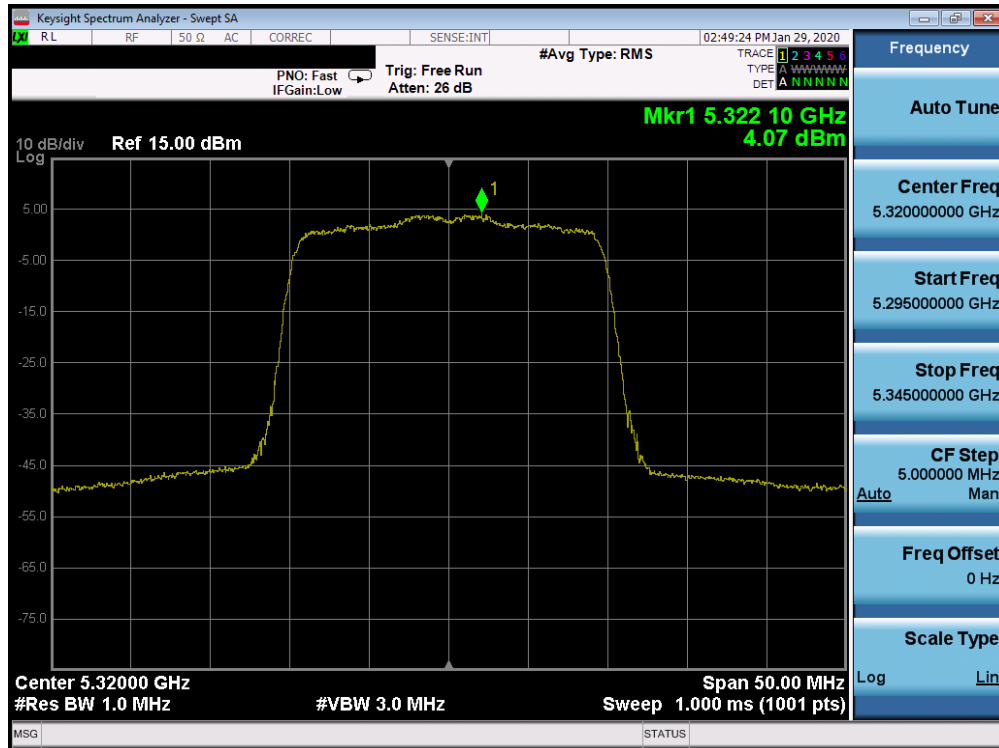 Keysight Spectrum Analyzer - Swept SA
LXI RL RF 50 Ω AC CORREC SENSE:INT 02:49:24 PM Jan 29, 2020
#Avg Type: RMS
TRACE 1 2 3 4 5 6
TYPE A WWWWW
DET A N N N N N
PNO: Fast
IFGain:Low
Trig: Free Run
Atten: 26 dB
Mkr1 5.322 10 GHz
4.07 dBm
10 dB/div
Log
Ref 15.00 dBm
1
5.00
-5.00
-15.0
-25.0
-35.0
-45.0
-55.0
-65.0
-75.0
Center 5.32000 GHz
Span 50.00 MHz
#Res BW 1.0 MHz
#VBW 3.0 MHz
Sweep 1.000 ms (1001 pts)
MSG
STATUS
Frequency
Auto Tune
Center Freq
5.320000000 GHz
Start Freq
5.295000000 GHz
Stop Freq
5.345000000 GHz
CF Step
5.000000 MHz
Auto Man
Freq Offset
0 Hz
Scale Type
Log Lin